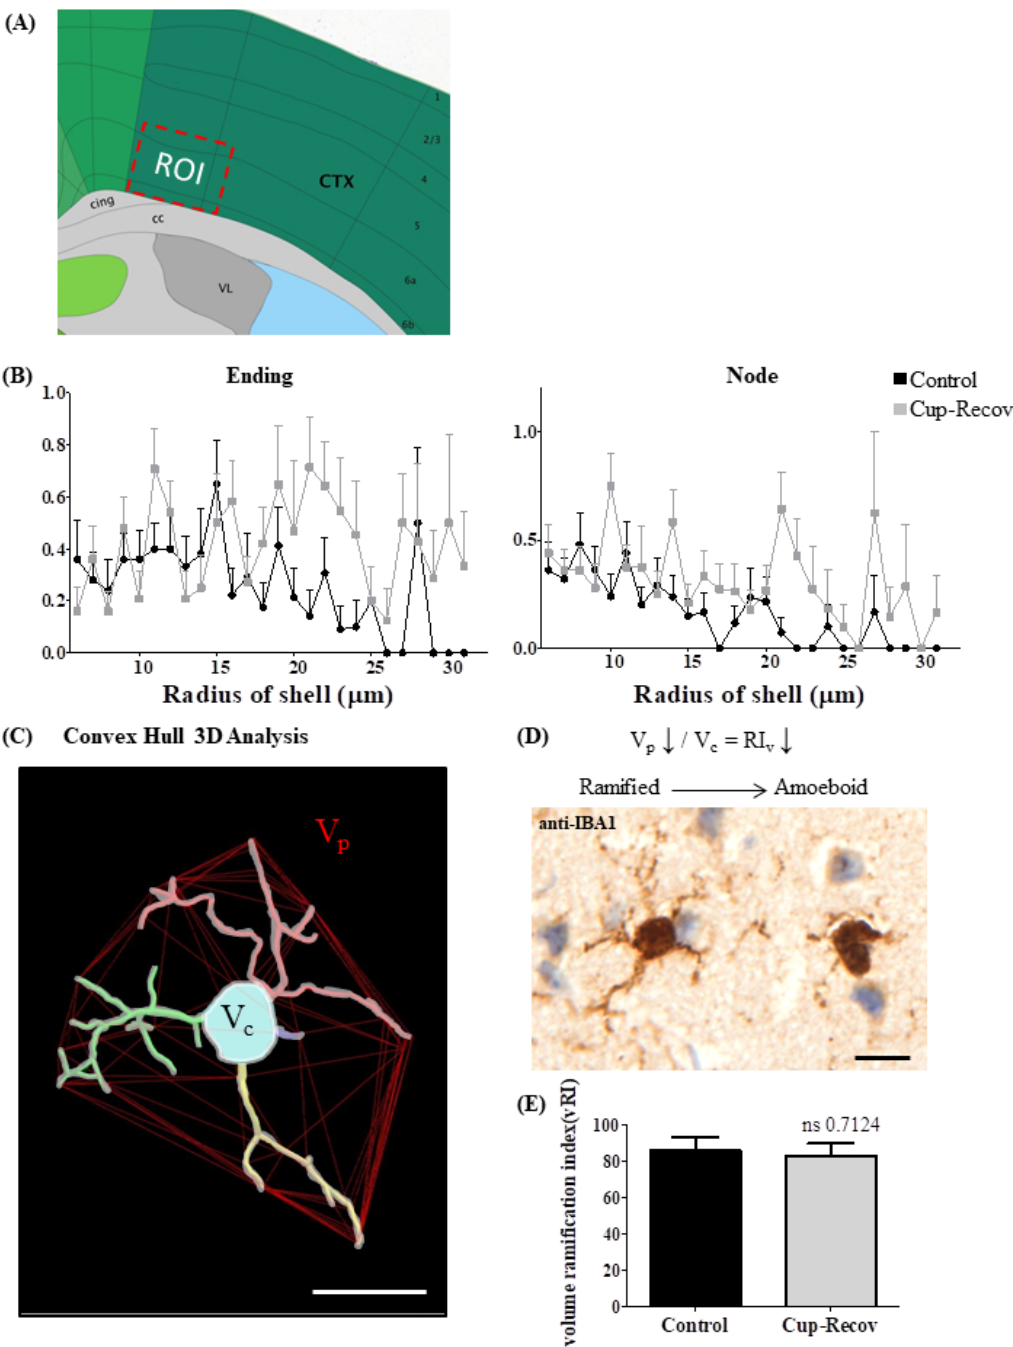 (A)
1
2/3
ROI
CTX
4
cing
cc
5
VL
6a
6b
(B)
Ending
1.0
0.8
0.6
0.4
0.2
0.0
10 15 20 25 30
Radius of shell (μm)
Node
Control
Cup-Recov
1.0
0.5
0.0
10 15 20 25 30
Radius of shell (μm)
(C) Convex Hull 3D Analysis
Vp
Vc
(D)
Vp ↓ / Vc = RIv ↓
Ramified → Amoeboid
anti-IBA1
(E)
volume ramification index(vRI)
ns 0.7124
100
80
60
40
20
0
Control Cup-Recov